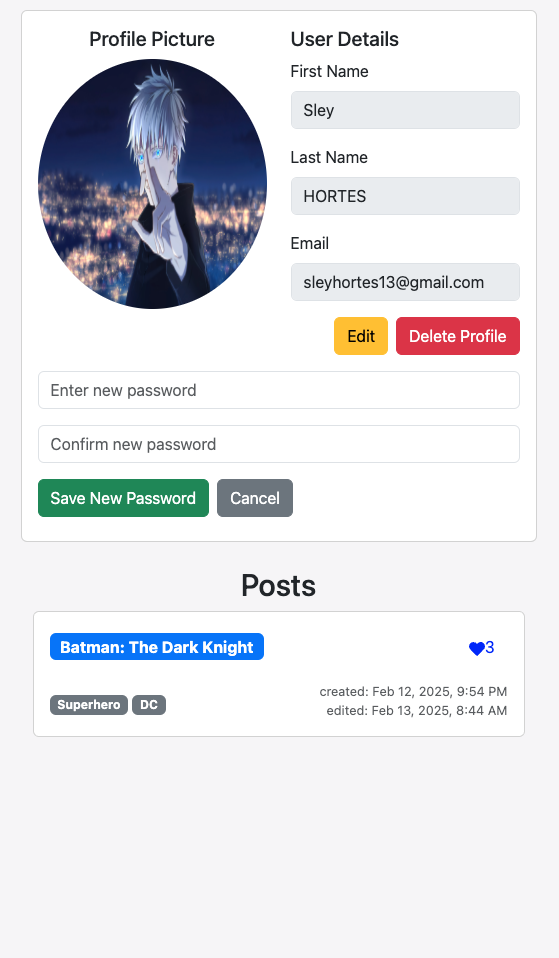 Profile Picture
User Details
First Name
Sley
Last Name
HORTES
Email
sleyhortes13@gmail.com
Edit
Delete Profile
Enter new password
Confirm new password
Save New Password
Cancel
Posts
Batman: The Dark Knight
3
Superhero
DC
created: Feb 12, 2025, 9:54 PM
edited: Feb 13, 2025, 8:44 AM